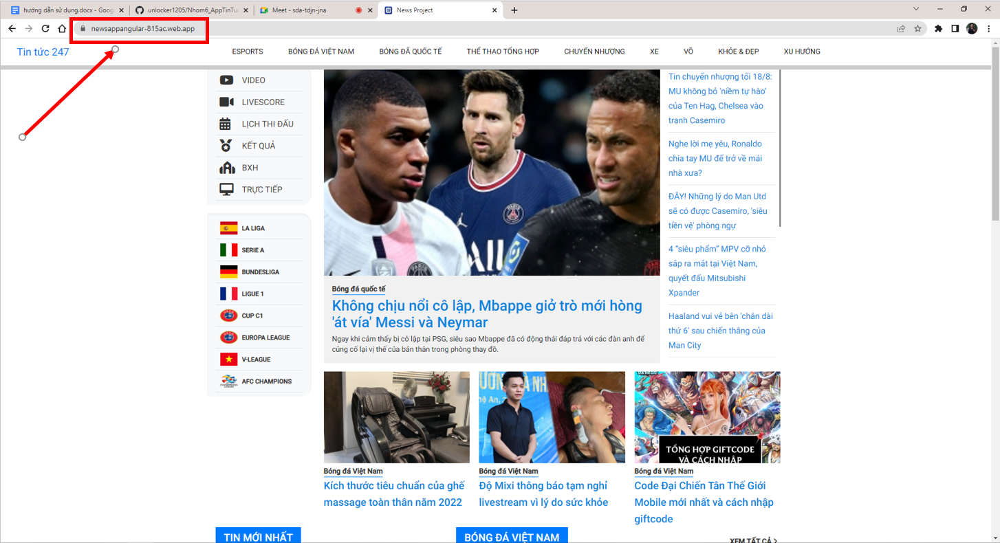 hướng dẫn sử dụng.docx - Goog
unlocker1205/Nhom6_AppTinTu
Meet - sda-tdjn-jna
News Project
newsappangular-815ac.web.app
Tin tức 247
ESPORTS
BÓNG ĐÁ VIỆT NAM
BÓNG ĐÃ QUỐC TẾ
THỂ THAO TỔNG HỢP
CHUYỂN NHƯỢNG
XE
VÕ
KHỎE & ĐẸP
XU HƯỚNG
VIDEO
LIVESCORE
LỊCH THI ĐẤU
KẾT QUẢ
BXH
TRỰC TIẾP
LA LIGA
SERIE A
BUNDESLIGA
LIGUE 1
CUP C1
EUROPA LEAGUE
V-LEAGUE
AFC CHAMPIONS
Bóng đá quốc tế
Không chịu nổi cô lập, Mbappe giở trò mới hòng
'át vía' Messi và Neymar
Ngay khi cảm thấy bị cô lập tại PSG, siêu sao Mbappe đã có động thái đáp trả với các đàn anh để
củng cố lại vị thế của bản thân trong phòng thay đồ.
Tin chuyển nhượng tối 18/8:
MU không bỏ 'niềm tự hào'
của Ten Hag, Chelsea vào
tranh Casemiro
Nghe lời mẹ yêu, Ronaldo
chia tay MU để trở về mái
nhà xưa?
ĐÂY! Những lý do Man Utd
sẽ có được Casemiro, 'siêu
tiền vệ' phòng ngự
4 “siêu phẩm” MPV cỡ nhỏ
sắp ra mắt tại Việt Nam,
quyết đấu Mitsubishi
Xpander
Haaland vui vẻ bên 'chân dài
thứ 6' sau chiến thắng của
Man City
Bóng đá Việt Nam
Kích thước tiêu chuẩn của ghế
massage toàn thân năm 2022
Bóng đá Việt Nam
Độ Mixi thông báo tạm nghỉ
livestream vì lý do sức khỏe
TỔNG HỢP GIFTCODE
VÀ CÁCH NHẬP
Bóng đá Việt Nam
Code Đại Chiến Tân Thế Giới
Mobile mới nhất và cách nhập
giftcode
TIN MỚI NHẤT
BÓNG ĐÁ VIỆT NAM
XEM TẤT CẢ